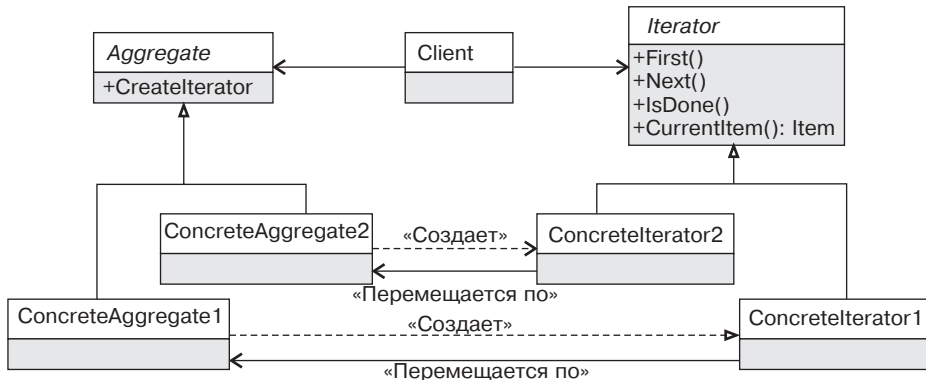 Aggregate
+CreateIterator
Client
Iterator
+First()
+Next()
+IsDone()
+CurrentItem(): Item
ConcreteAggregate2
«Создает»
ConcreteIterator2
«Перемещается по»
ConcreteAggregate1
«Создает»
ConcreteIterator1
«Перемещается по»